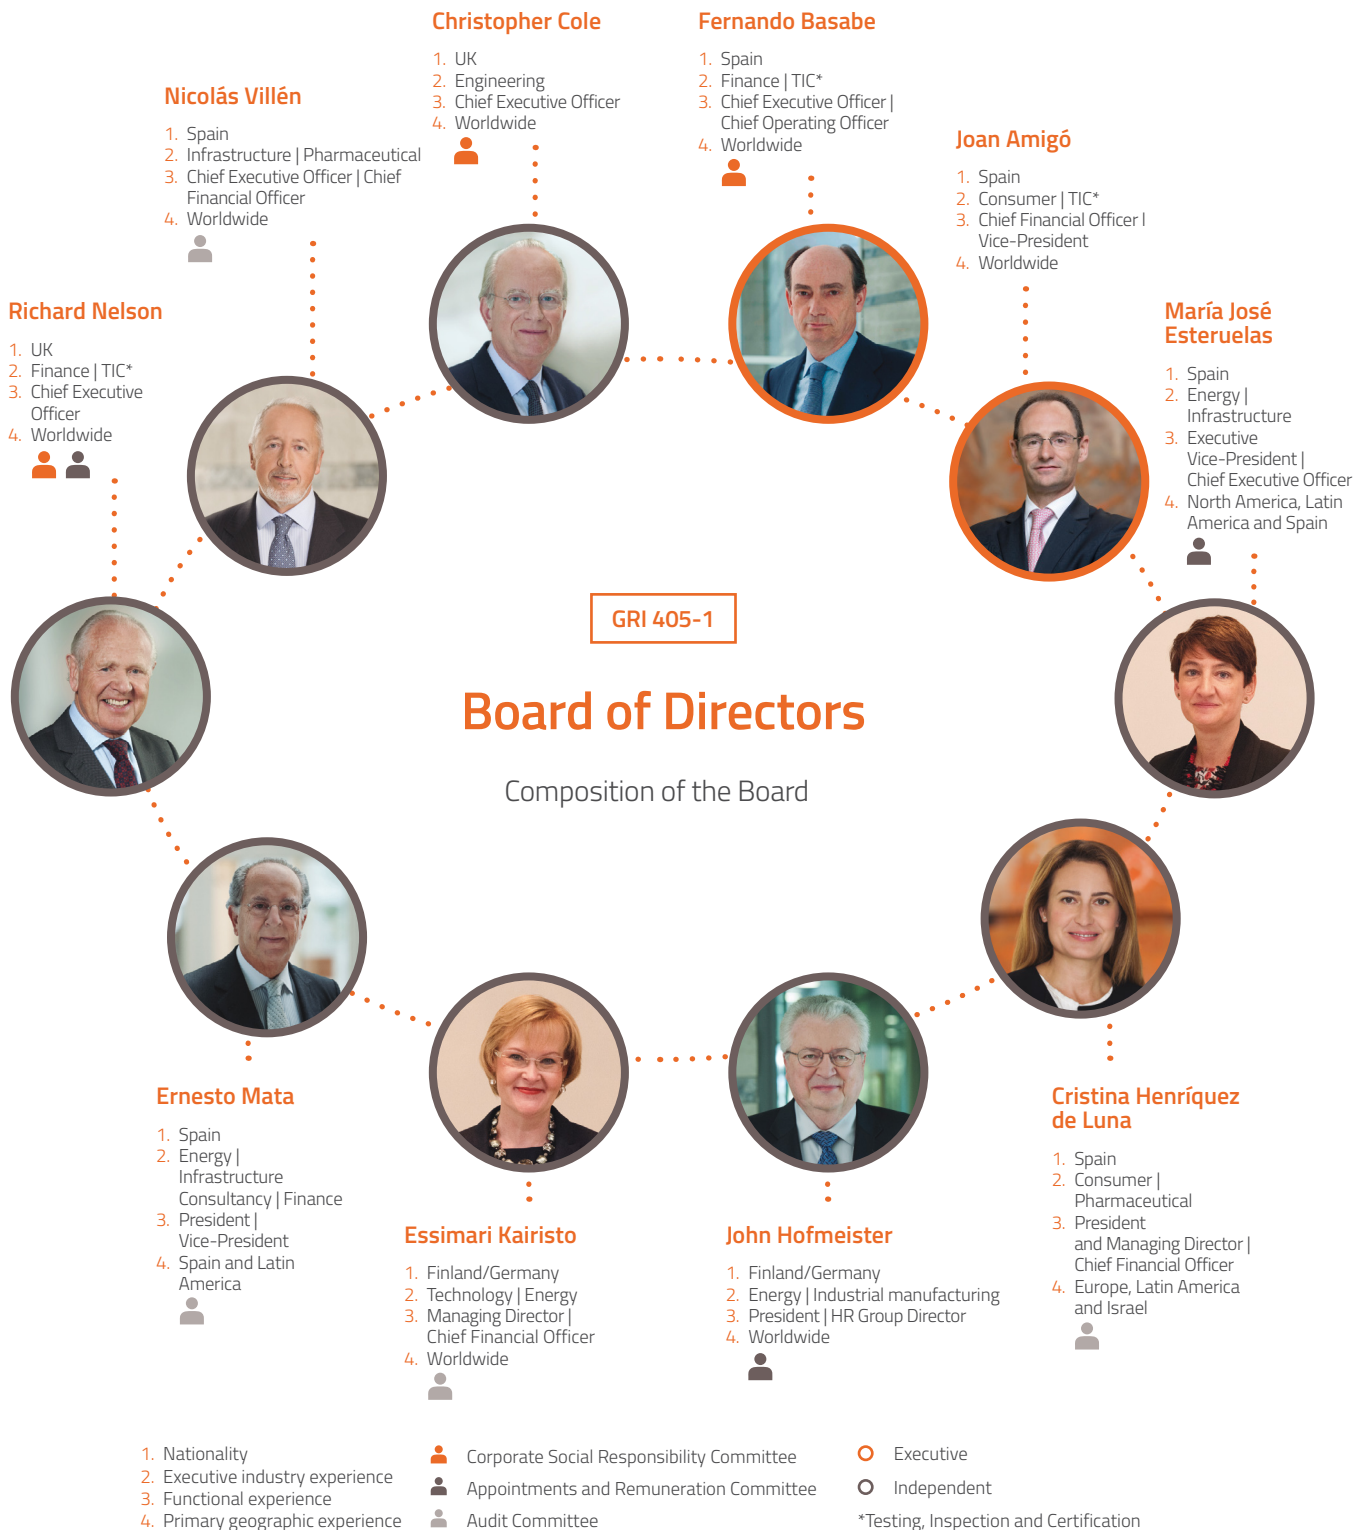 Christopher Cole
1. UK
2. Engineering
3. Chief Executive Officer
4. Worldwide
Fernando Basabe
1. Spain
2. Finance | TIC*
3. Chief Executive Officer |
Chief Operating Officer
4. Worldwide
Nicolás Villén
1. Spain
2. Infrastructure | Pharmaceutical
3. Chief Executive Officer | Chief
Financial Officer
4. Worldwide
Joan Amigó
1. Spain
2. Consumer | TIC*
3. Chief Financial Officer l
Vice-President
4. Worldwide
Richard Nelson
1. UK
2. Finance | TIC*
3. Chief Executive
Officer
4. Worldwide
María José
Esteruelas
1. Spain
2. Energy |
Infrastructure
3. Executive
Vice-President |
Chief Executive Officer
4. North America, Latin
America and Spain
GRI 405-1
Board of Directors
Composition of the Board
Ernesto Mata
1. Spain
2. Energy |
Infrastructure
Consultancy | Finance
3. President |
Vice-President
4. Spain and Latin
America
Essimari Kairisto
1. Finland/Germany
2. Technology | Energy
3. Managing Director |
Chief Financial Officer
4. Worldwide
John Hofmeister
1. Finland/Germany
2. Energy | Industrial manufacturing
3. President | HR Group Director
4. Worldwide
Cristina Henríquez
de Luna
1. Spain
2. Consumer |
Pharmaceutical
3. President
and Managing Director |
Chief Financial Officer
4. Europe, Latin America
and Israel
1. Nationality
2. Executive industry experience
3. Functional experience
4. Primary geographic experience
Corporate Social Responsibility Committee
Appointments and Remuneration Committee
Audit Committee
Executive
Independent
*Testing, Inspection and Certification